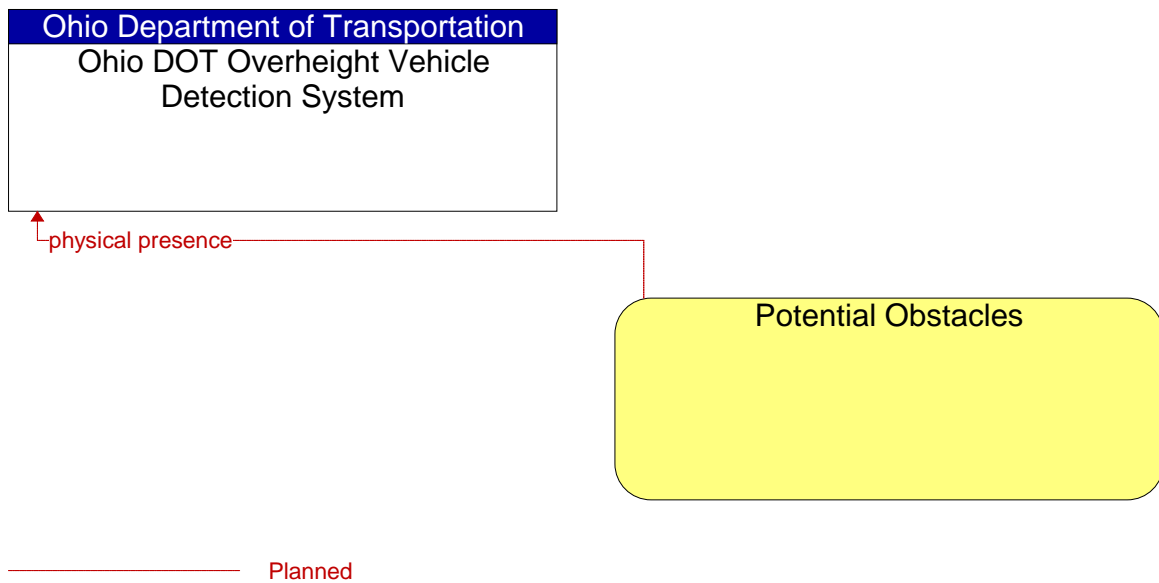 Ohio Department of Transportation
Ohio DOT Overheight Vehicle
Detection System
physical presence
Potential Obstacles
Planned